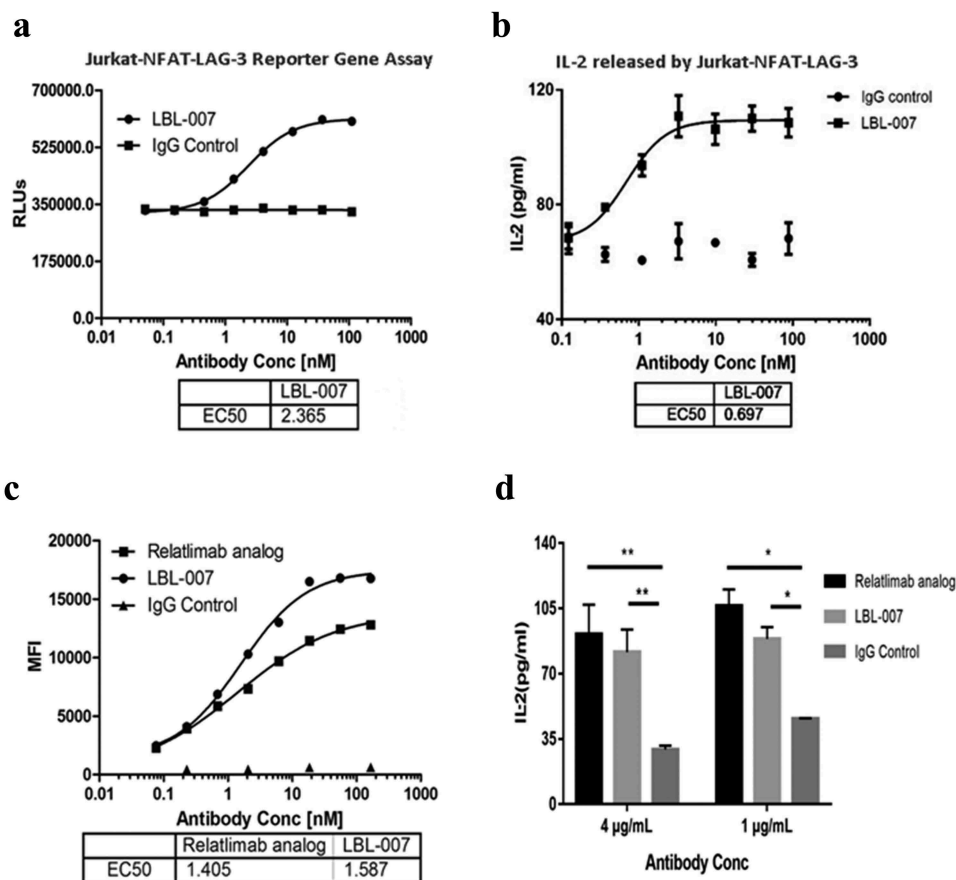 a
Jurkat-NFAT-LAG-3 Reporter Gene Assay
700000.0
525000.0
350000.0
175000.0
0.0
RLUs
LBL-007
IgG Control
0.01 0.1 1 10 100 1000
Antibody Conc [nM]
LBL-007
EC50 2.365
b
IL-2 released by Jurkat-NFAT-LAG-3
120
80
40
IL-2 (pg/ml)
IgG control
LBL-007
0.1 1 10 100 1000
Antibody Conc [nM]
LBL-007
EC50 0.697
c
20000
15000
10000
5000
0
MFI
Relatlimab analog
LBL-007
IgG Control
0.01 0.1 1 10 100 1000
Antibody Conc [nM]
Relatlimab analog LBL-007
EC50 1.405 1.587
d
140
105
70
35
0
IL-2(pg/ml)
** *
** *
Relatlimab analog
LBL-007
IgG Control
4 µg/mL 1 µg/mL
Antibody Conc